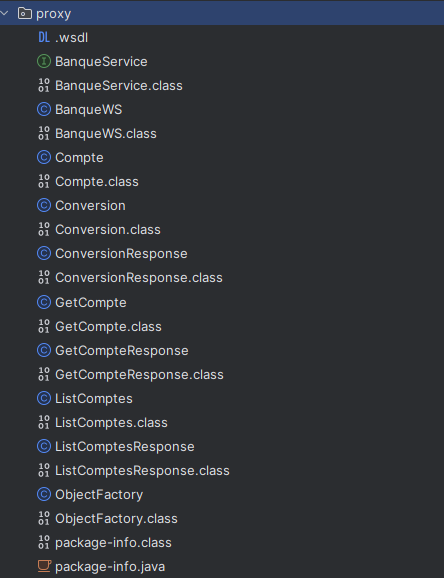 proxy
.wsdl
BanqueService
BanqueService.class
BanqueWS
BanqueWS.class
Compte
Compte.class
Conversion
Conversion.class
ConversionResponse
ConversionResponse.class
GetCompte
GetCompte.class
GetCompteResponse
GetCompteResponse.class
ListComptes
ListComptes.class
ListComptesResponse
ListComptesResponse.class
ObjectFactory
ObjectFactory.class
package-info.class
package-info.java